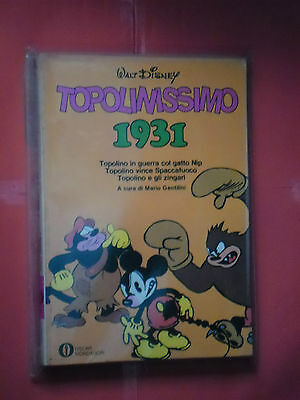 WALT DISNEY
TOPOLINISSIMO
1931
Topolino in guerra col gatto Nip
Topolino vince Spaccafuoco
Topolino e gli zingari
A cura di Mario Gentilini
OSCAR
MONDADORI